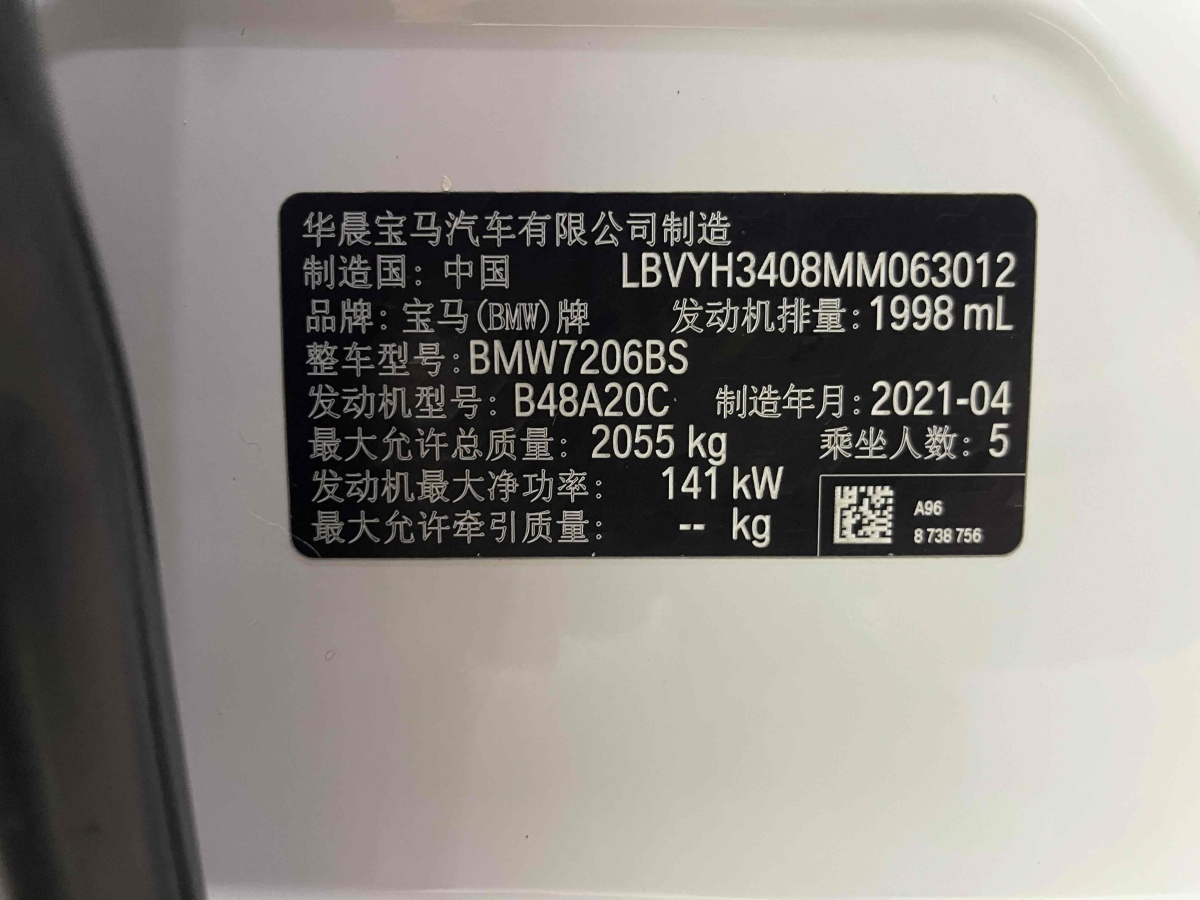 华晨宝马汽车有限公司制造
制造国：中国 LBVYH3408MM063012
品牌：宝马(BMW)牌 发动机排量：1998 mL
整车型号：BMW7206BS
发动机型号：B48A20C 制造年月：2021-04
最大允许总质量：2055 kg 乘坐人数：5
发动机最大净功率：141 kW
最大允许牵引质量：-- kg
A96
8 738 756